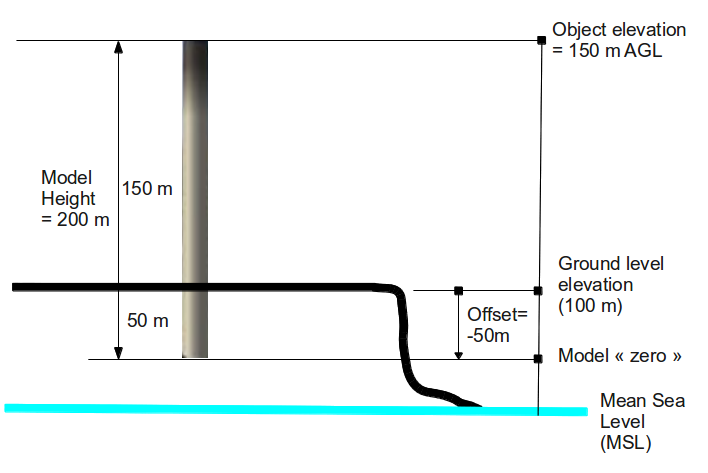 Object elevation
= 150 m AGL
Model
Height
= 200 m
150 m
Ground level
elevation
(100 m)
50 m
Offset=
-50m
Model « zero »
Mean Sea
Level
(MSL)